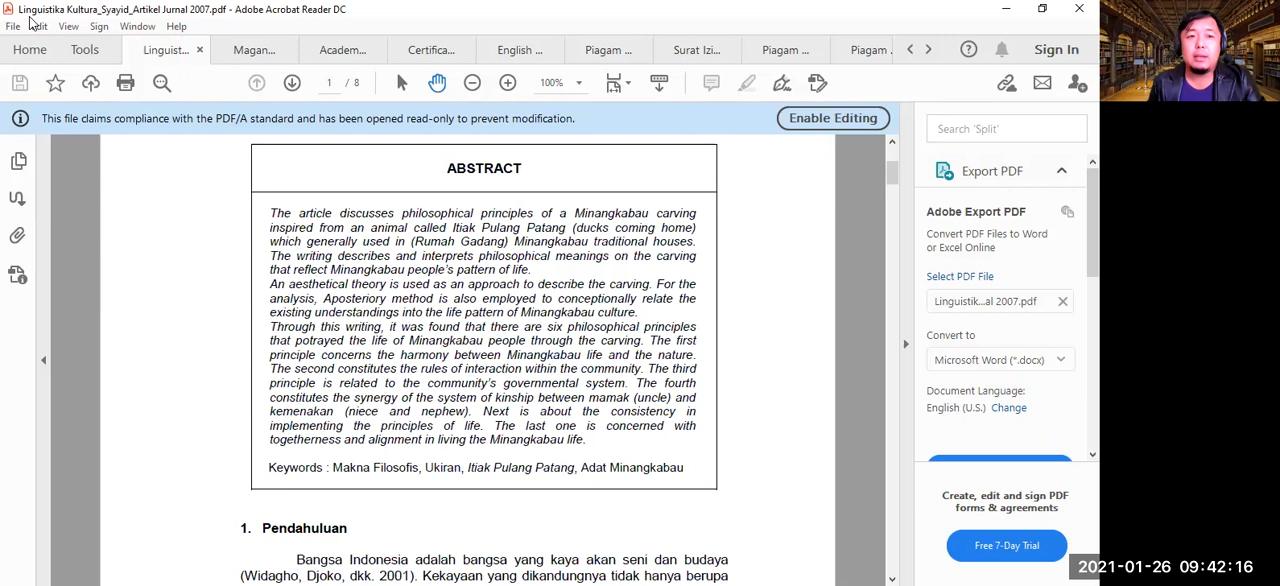 Linguistika Kultura_Syayid_Artikel Jurnal 2007.pdf - Adobe Acrobat Reader DC
File Edit View Sign Window Help
Home Tools Linguist... Magan... Academ... Certifica... English ... Piagam ... Surat Izi... Piagam ... Piagam . Sign In
1 / 8 100%
This file claims compliance with the PDF/A standard and has been opened read-only to prevent modification. Enable Editing
ABSTRACT
The article discusses philosophical principles of a Minangkabau carving
inspired from an animal called Itiak Pulang Patang (ducks coming home)
which generally used in (Rumah Gadang) Minangkabau traditional houses.
The writing describes and interprets philosophical meanings on the carving
that reflect Minangkabau people's pattern of life.
An aesthetical theory is used as an approach to describe the carving. For the
analysis, Aposteriory method is also employed to conceptionally relate the
existing understandings into the life pattern of Minangkabau culture.
Through this writing, it was found that there are six philosophical principles
that potrayed the life of Minangkabau people through the carving. The first
principle concerns the harmony between Minangkabau life and the nature.
The second constitutes the rules of interaction within the community. The third
principle is related to the community's governmental system. The fourth
constitutes the synergy of the system of kinship between mamak (uncle) and
kemenakan (niece and nephew). Next is about the consistency in
implementing the principles of life. The last one is concerned with
togetherness and alignment in living the Minangkabau life.
Keywords : Makna Filosofis, Ukiran, Itiak Pulang Patang, Adat Minangkabau
1. Pendahuluan
Bangsa Indonesia adalah bangsa yang kaya akan seni dan budaya
(Widagho, Djoko, dkk. 2001). Kekayaan yang dikandungnya tidak hanya berupa
Search 'Split'
Export PDF
Adobe Export PDF
Convert PDF Files to Word
or Excel Online
Select PDF File
Linguistik...al 2007.pdf
Convert to
Microsoft Word (*.docx)
Document Language:
English (U.S.) Change
Create, edit and sign PDF
forms & agreements
Free 7-Day Trial
2021-01-26 09:42:16